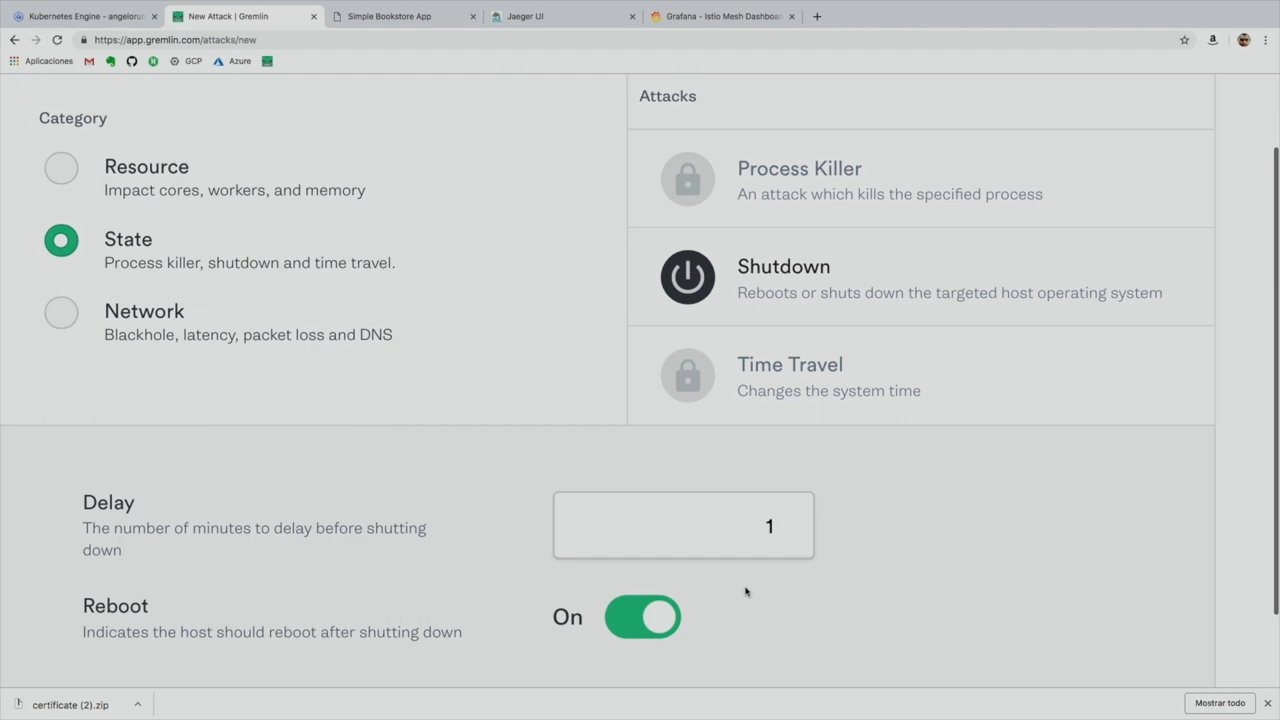 Kubernetes Engine - angelorun
New Attack | Gremlin
Simple Bookstore App
Jaeger UI
Grafana - Istio Mesh Dashboar
https://app.gremlin.com/attacks/new
Aplicaciones
GCP
Azure
Category
Resource
Impact cores, workers, and memory
State
Process killer, shutdown and time travel.
Network
Blackhole, latency, packet loss and DNS
Attacks
Process Killer
An attack which kills the specified process
Shutdown
Reboots or shuts down the targeted host operating system
Time Travel
Changes the system time
Delay
The number of minutes to delay before shutting
down
1
Reboot
Indicates the host should reboot after shutting down
On
certificate (2).zip
Mostrar todo